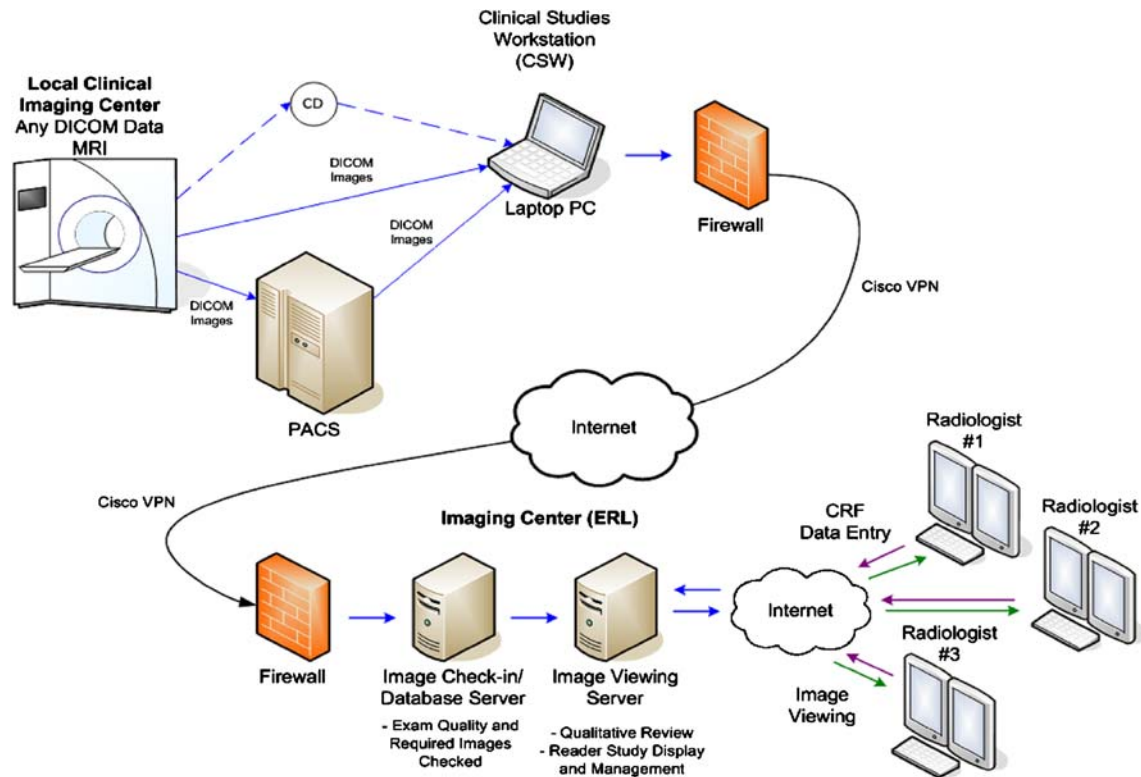 Clinical Studies
Workstation
(CSW)
Local Clinical
Imaging Center
Any DICOM Data
MRI
CD
DICOM
Images
Laptop PC
Firewall
DICOM
Images
DICOM
Images
PACS
Cisco VPN
Internet
Cisco VPN
Imaging Center (ERL)
Firewall
Image Check-in/
Database Server
- Exam Quality and
Required Images
Checked
Image Viewing
Server
- Qualitative Review
- Reader Study Display
and Management
Internet
CRF
Data Entry
Radiologist
#1
Radiologist
#2
Radiologist
#3
Image
Viewing